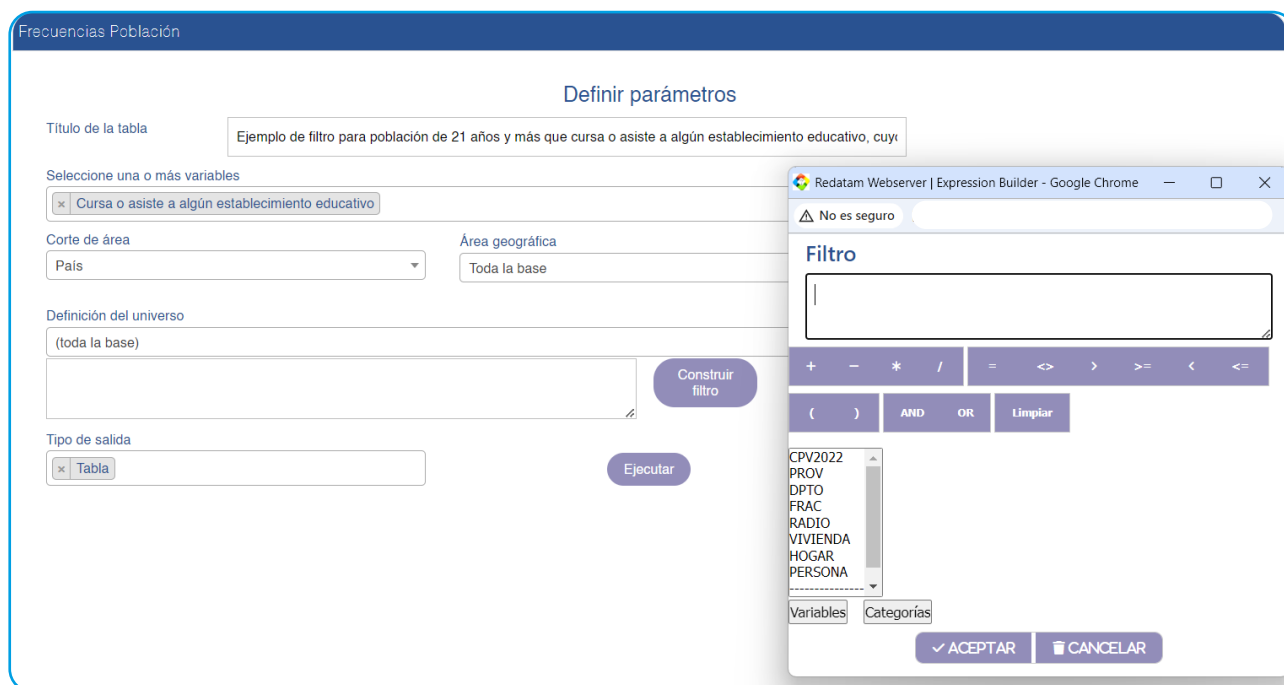 Frecuencias Población
Definir parámetros
Título de la tabla
Ejemplo de filtro para población de 21 años y más que cursa o asiste a algún establecimiento educativo, cuyo
Seleccione una o más variables
× Cursa o asiste a algún establecimiento educativo
Corte de área
Área geográfica
País
Toda la base
Definición del universo
(toda la base)
Construir
filtro
Tipo de salida
× Tabla
Ejecutar
Redatam Webserver | Expression Builder - Google Chrome
No es seguro
Filtro
+ − * / = <> > >= < <=
( ) AND OR Limpiar
CPV2022
PROV
DPTO
FRAC
RADIO
VIVIENDA
HOGAR
PERSONA
----------------
Variables Categorías
ACEPTAR CANCELAR